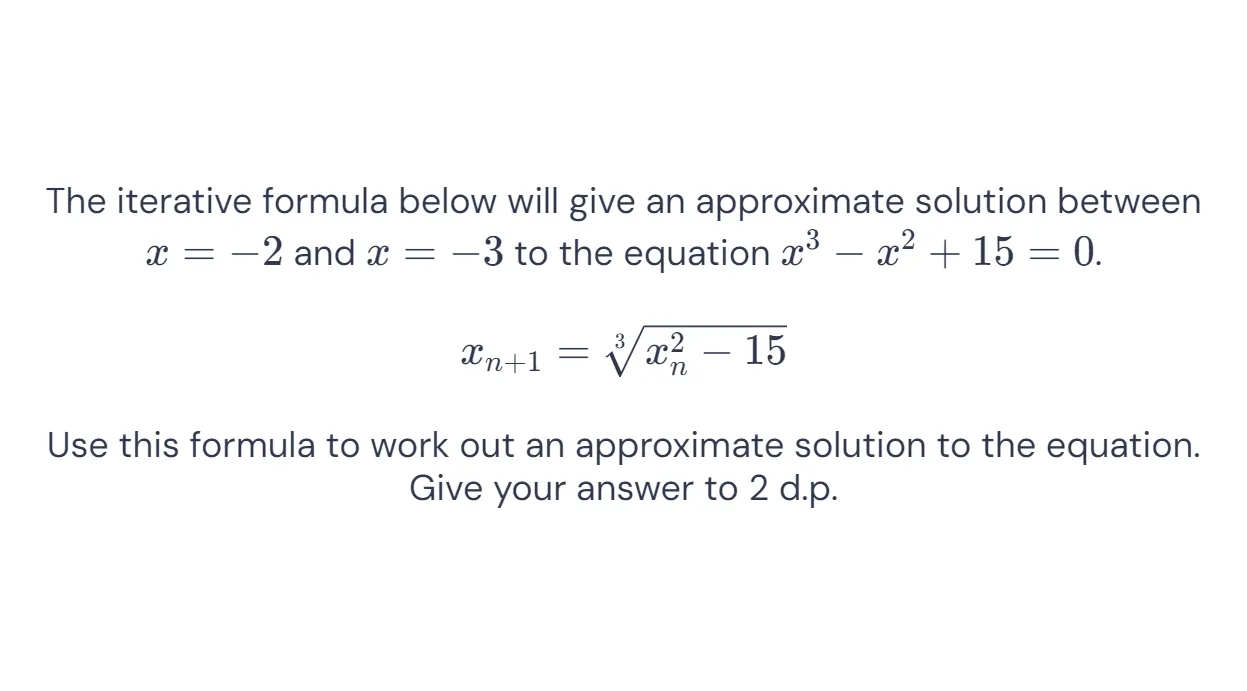 The iterative formula below will give an approximate solution between
$x = -2$ and $x = -3$ to the equation $x^3 - x^2 + 15 = 0$.
$x_{n+1} = \sqrt[3]{x_n^2 - 15}$
Use this formula to work out an approximate solution to the equation.
Give your answer to 2 d.p.